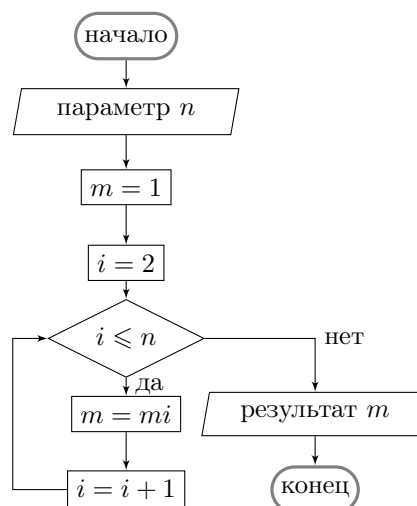 начало
параметр n
m = 1
i = 2
i ⩽ n
нет
да
m = mi
результат m
i = i + 1
конец